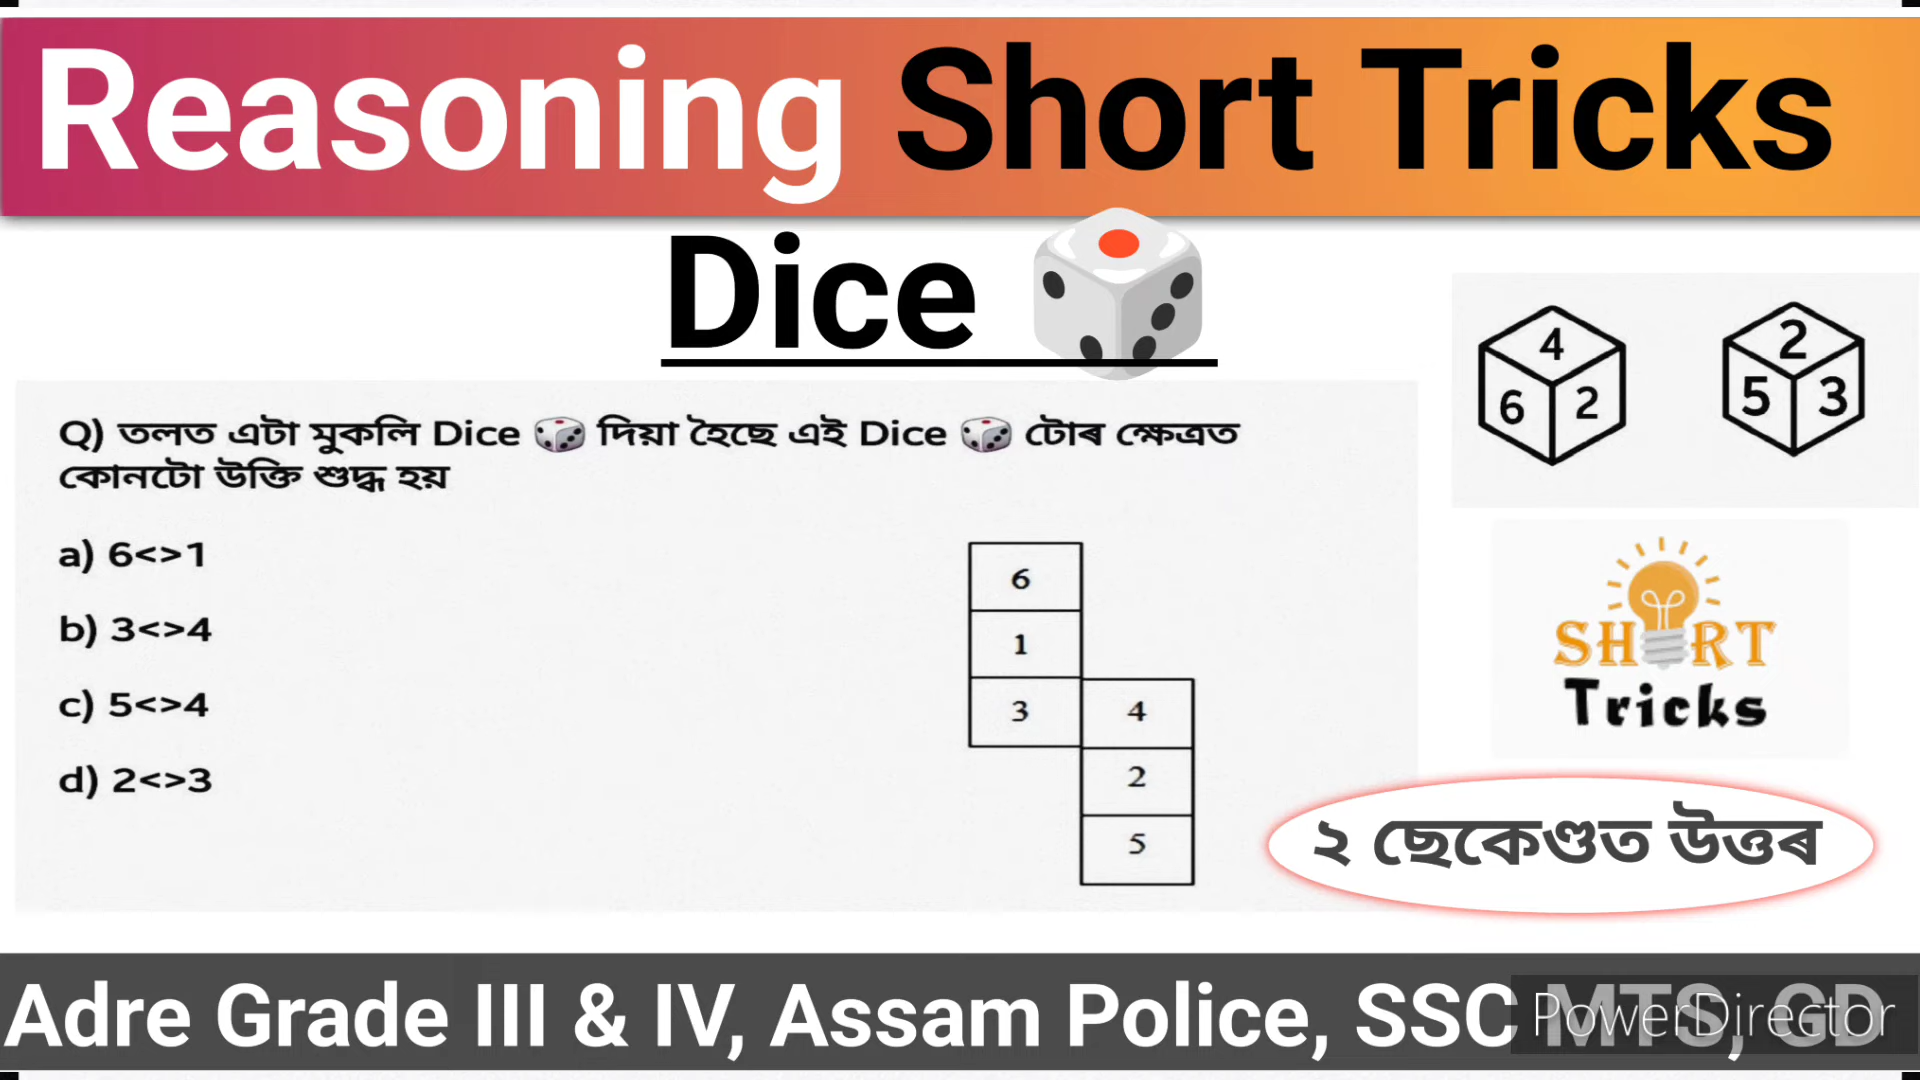 Reasoning Short Tricks
Dice
4
6 2
2
5 3
Q) তলত এটা মুকলি Dice দিয়া হৈছে এই Dice টোৰ ক্ষেত্ৰত
কোনটো উক্তি শুদ্ধ হয়
a) 6<>1
b) 3<>4
c) 5<>4
d) 2<>3
6
1
3 4
2
5
SHORT
Tricks
২ ছেকেণ্ডত উত্তৰ
Adre Grade III & IV, Assam Police, SSC MTS, GD
PowerDirector